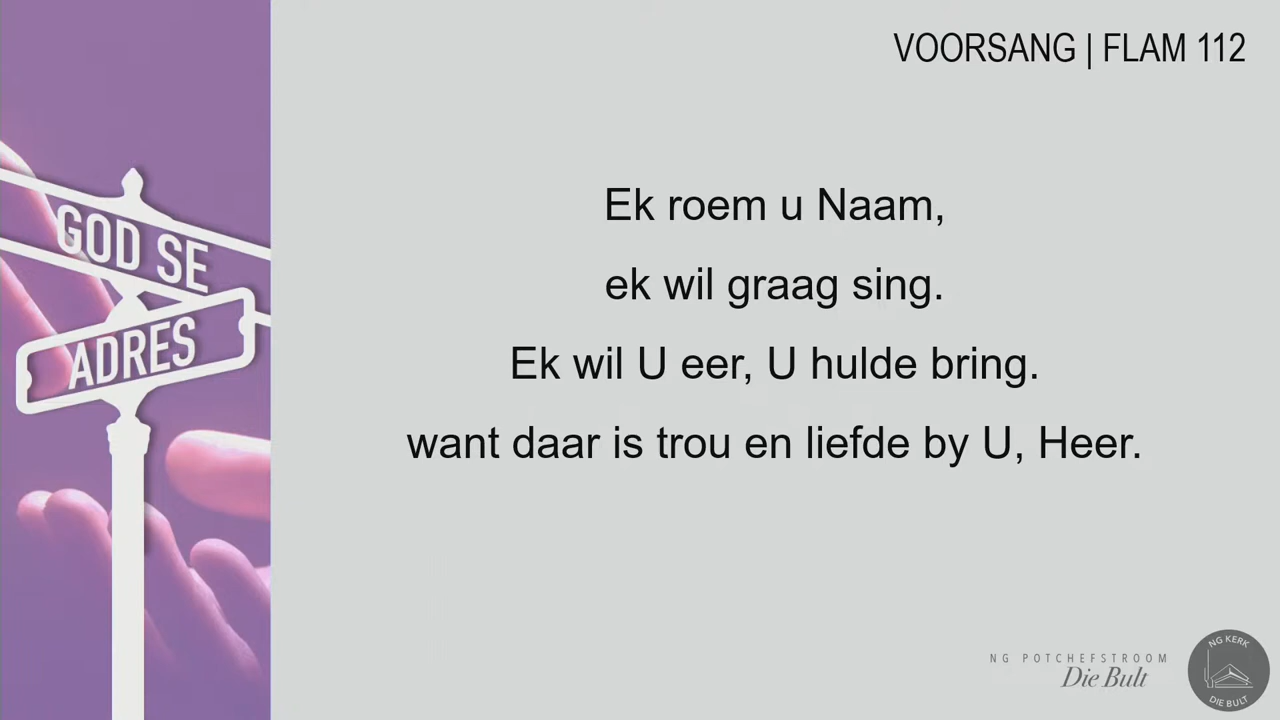 VOORSANG | FLAM 112
GOD SE
ADRES
Ek roem u Naam,
ek wil graag sing.
Ek wil U eer, U hulde bring.
want daar is trou en liefde by U, Heer.
NG POTCHEFSTROOM
Die Bult
NG KERK
DIE BULT